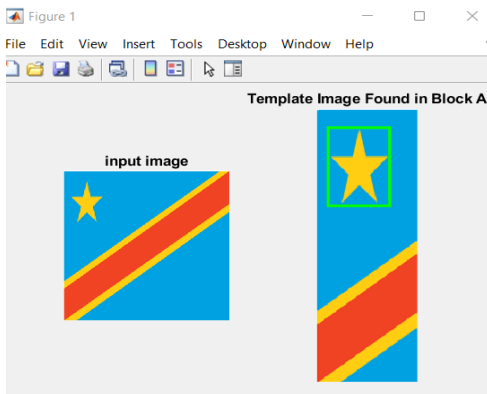 Figure 1
File Edit View Insert Tools Desktop Window Help
Template Image Found in Block A
input image